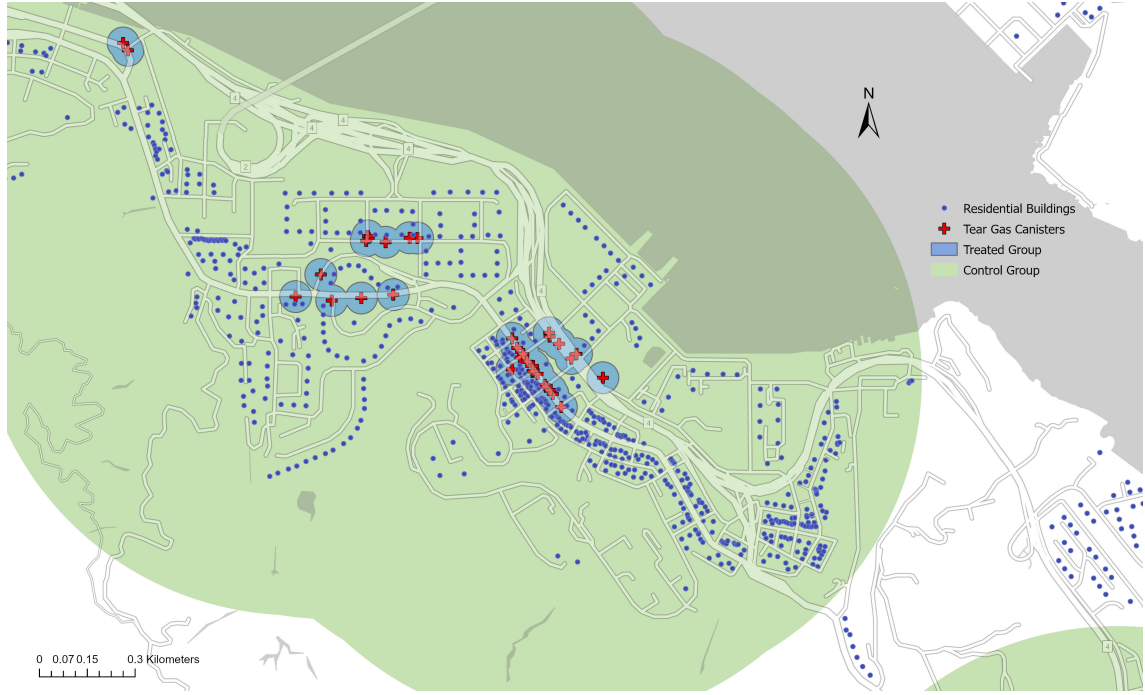 4
4
4
4
2
N
Residential Buildings
Tear Gas Canisters
Treated Group
Control Group
4
4
4
0 0.07 0.15 0.3 Kilometers